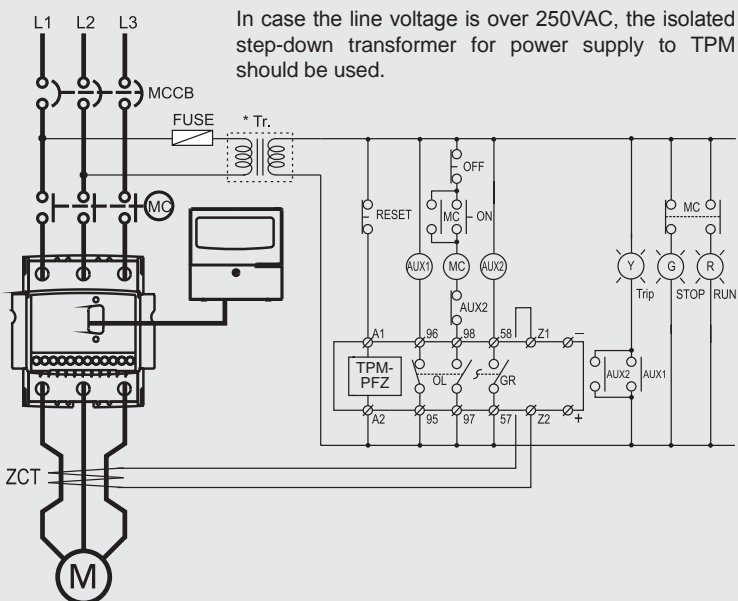 L1 L2 L3
In case the line voltage is over 250VAC, the isolated
step-down transformer for power supply to TPM
should be used.
MCCB
FUSE
* Tr.
OFF
RESET
MC
ON
MC
MC
AUX1
MC
AUX2
Y
G
R
Trip
STOP
RUN
AUX2
A1
96
98
58
Z1
−
TPM-
PFZ
OL
GR
AUX2
AUX1
A2
95
97
57
Z2
+
ZCT
M